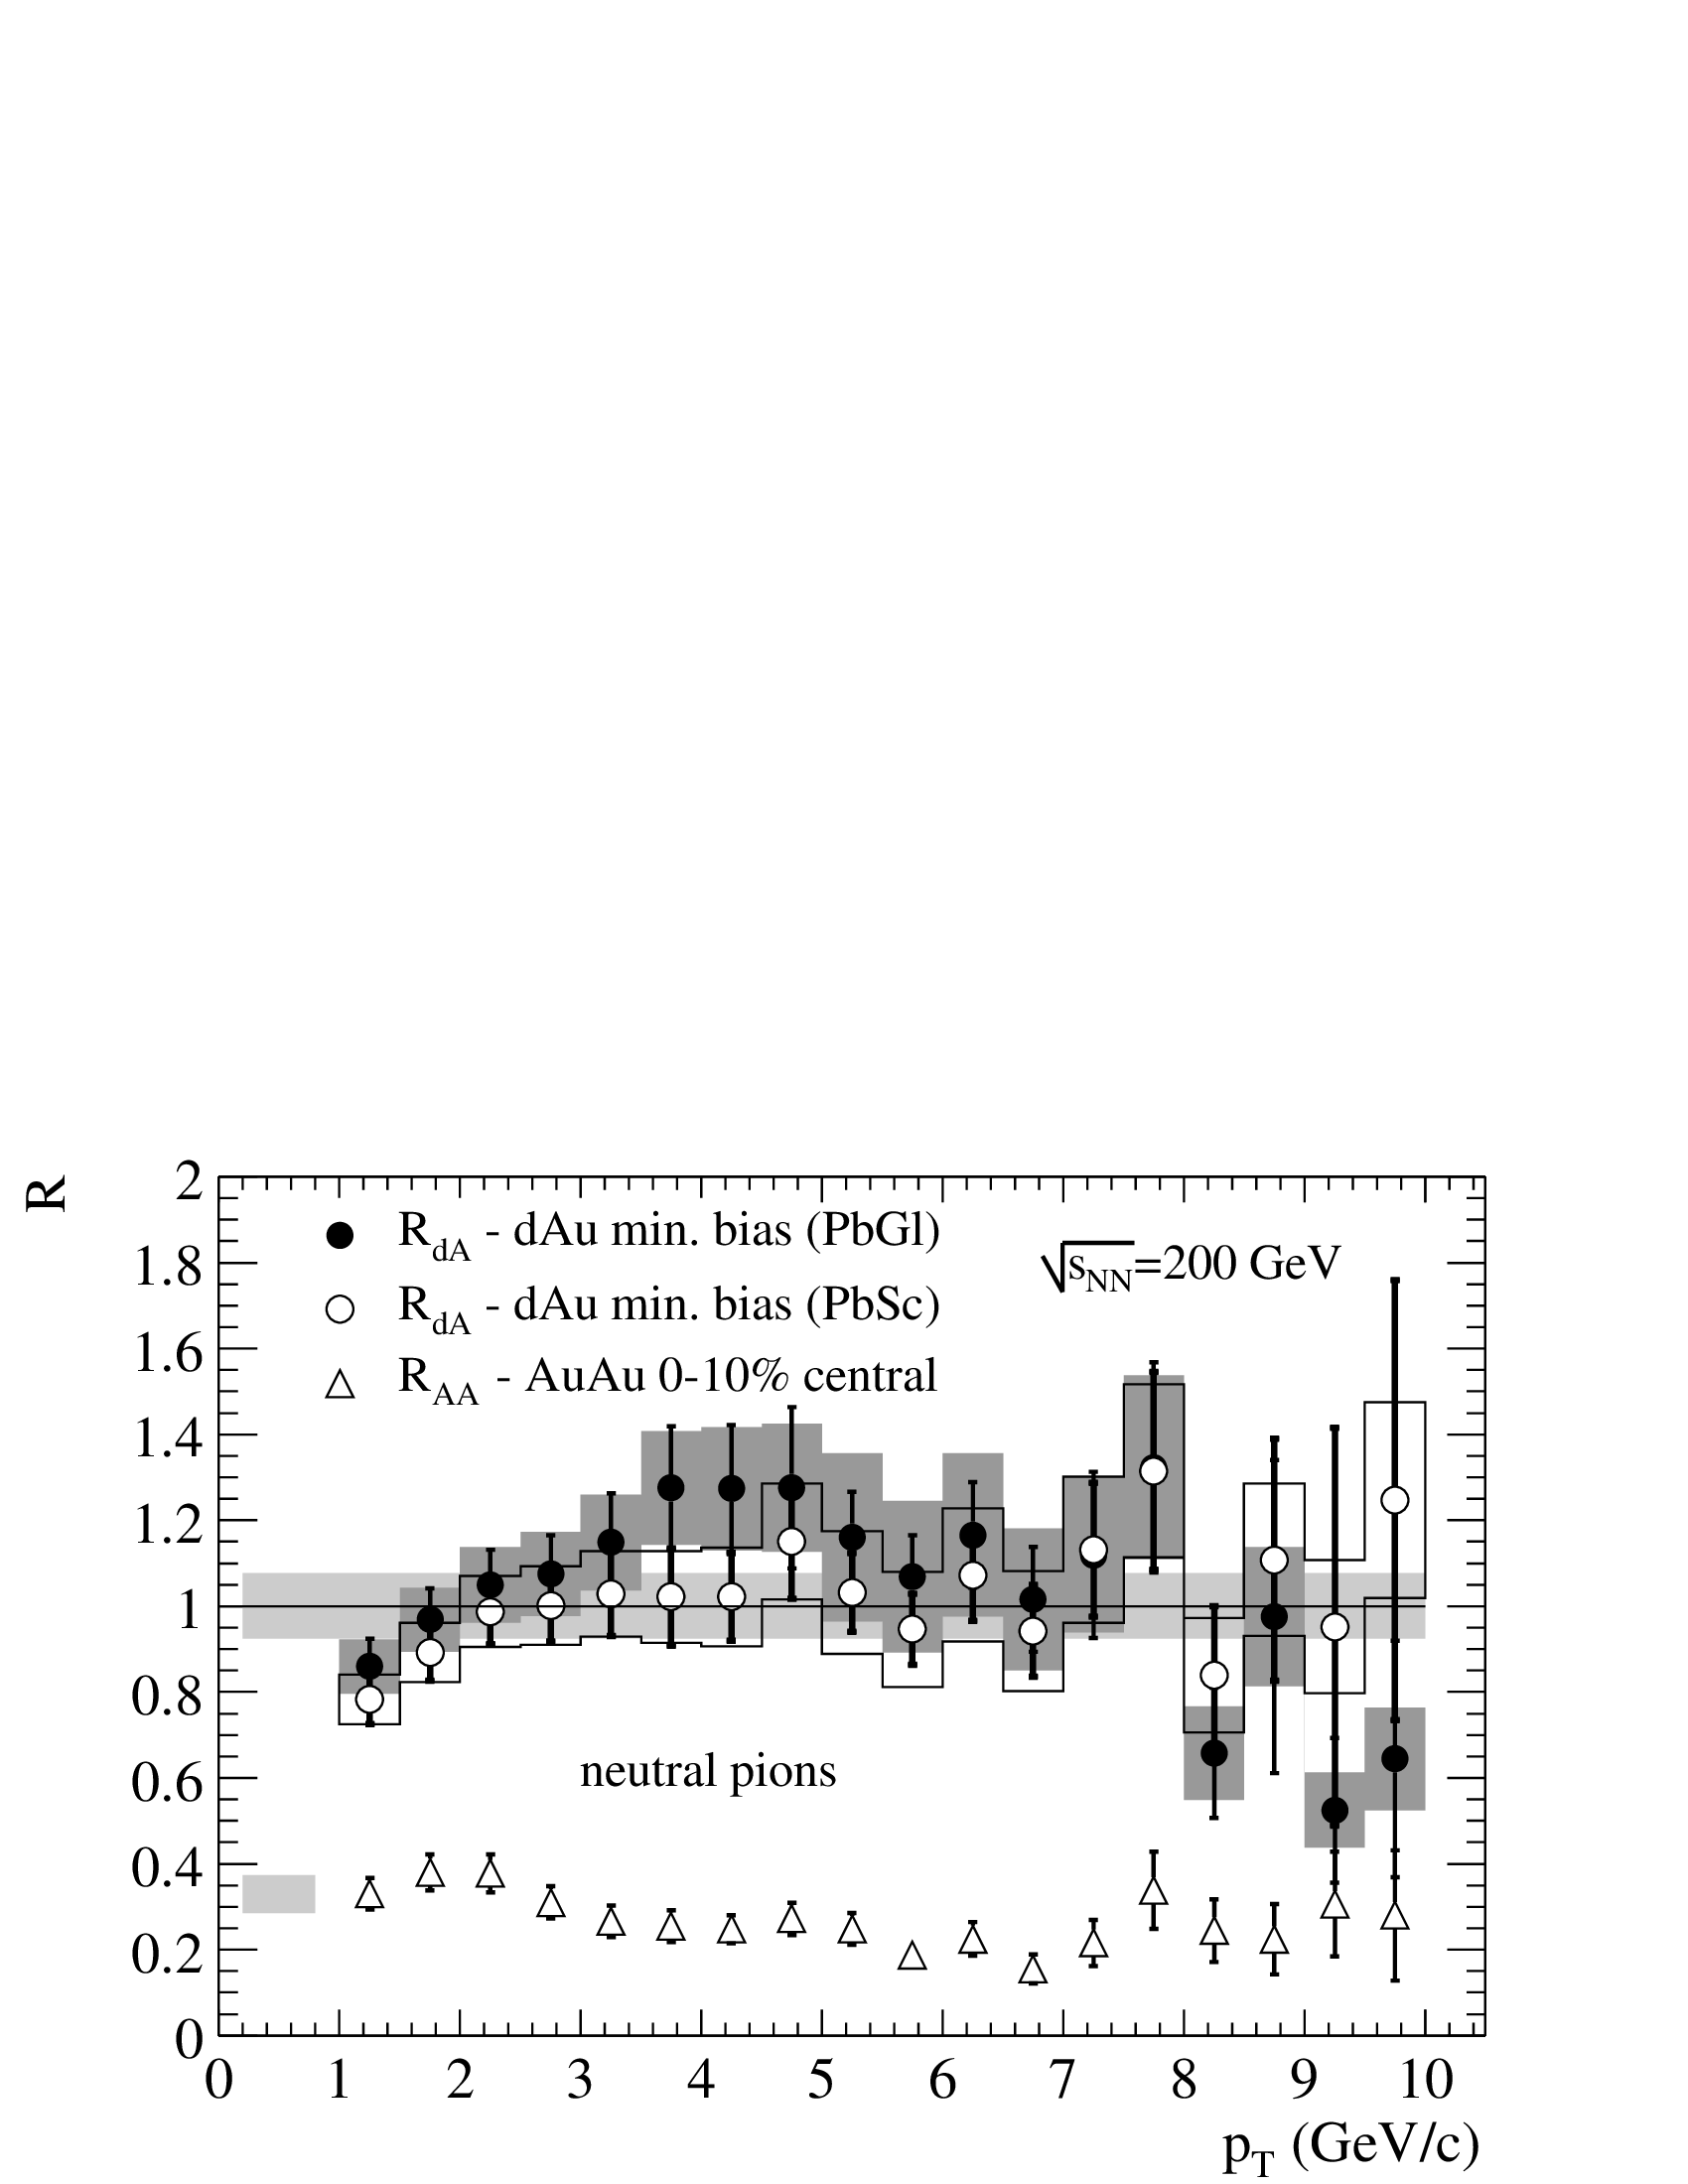 R
2
1.8
1.6
1.4
1.2
1
0.8
0.6
0.4
0.2
0
R_dA - dAu min. bias (PbGl)
R_dA - dAu min. bias (PbSc)
R_AA - AuAu 0-10% central
√s_NN=200 GeV
neutral pions
0 1 2 3 4 5 6 7 8 9 10
p_T (GeV/c)